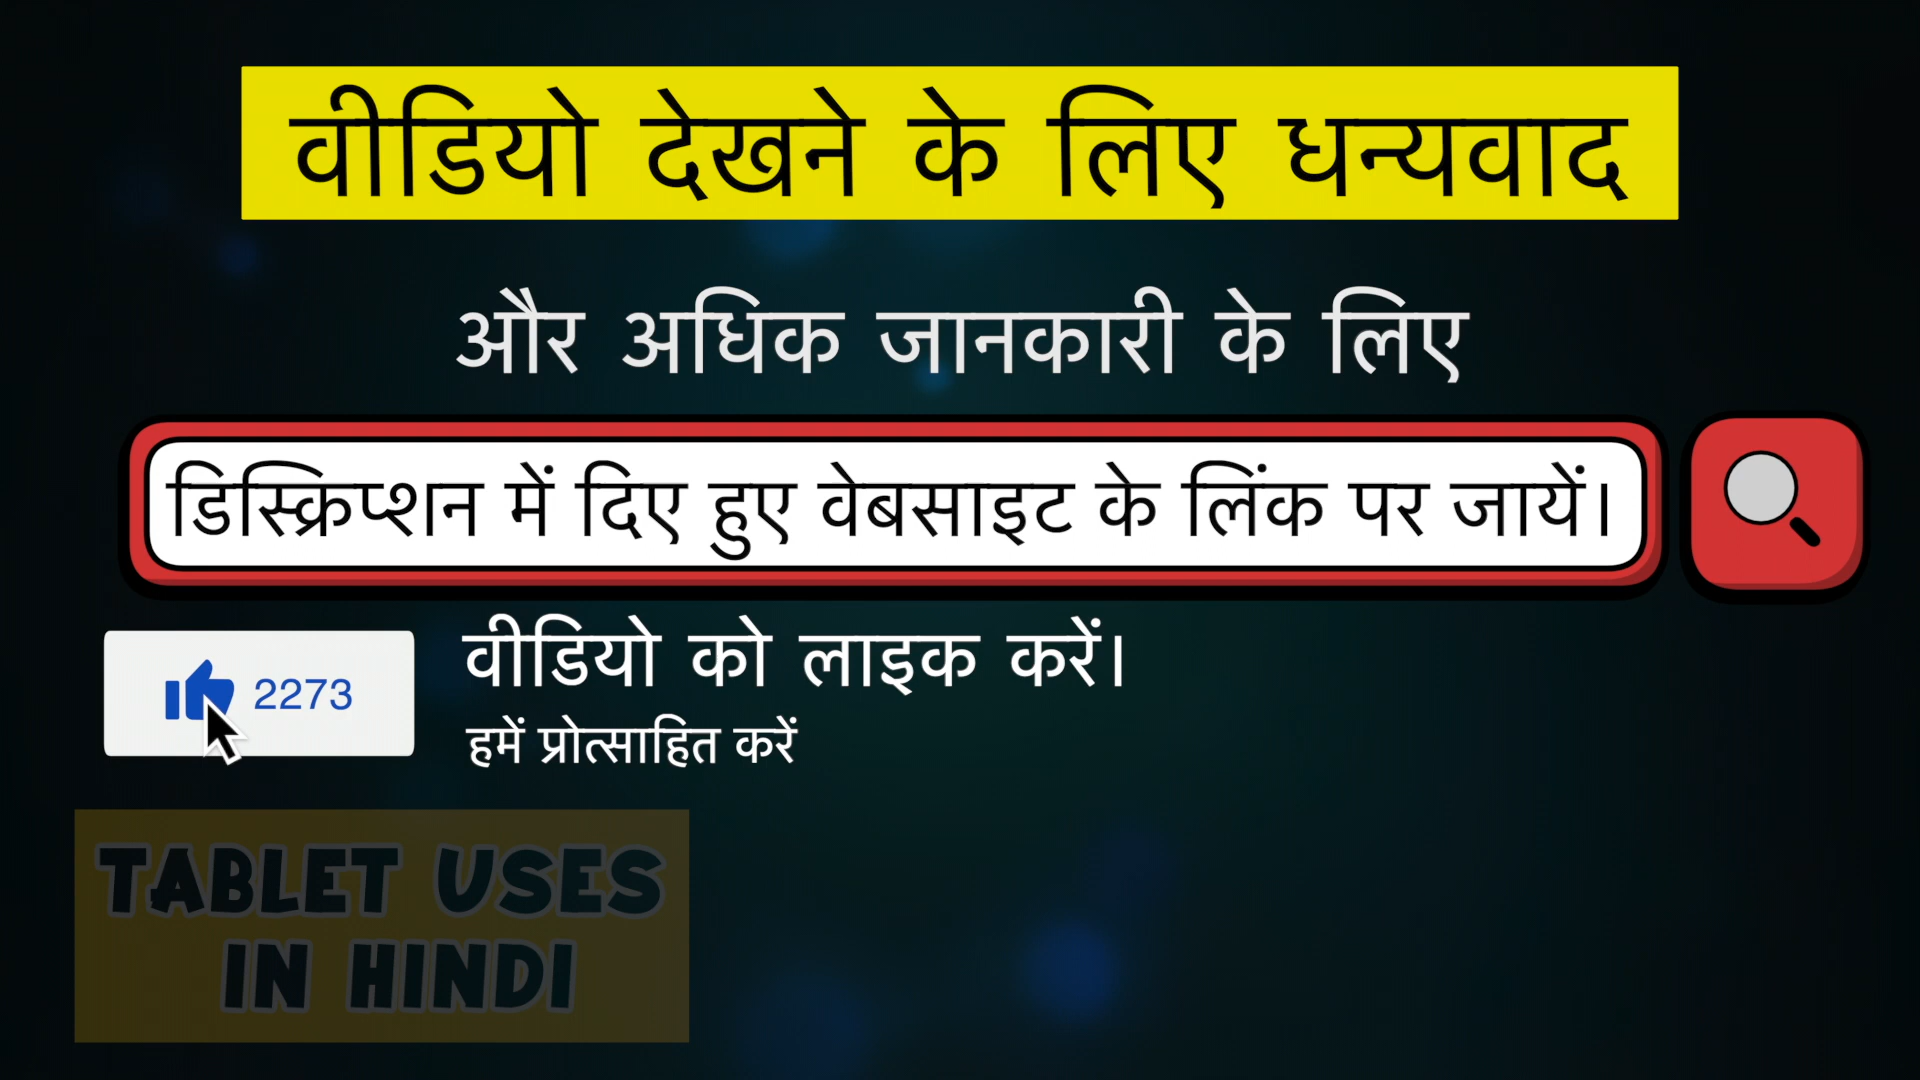 वीडियो देखने के लिए धन्यवाद
और अधिक जानकारी के लिए
डिस्क्रिप्शन में दिए हुए वेबसाइट के लिंक पर जायें।
2273
वीडियो को लाइक करें।
हमें प्रोत्साहित करें
TABLET USES
IN HINDI